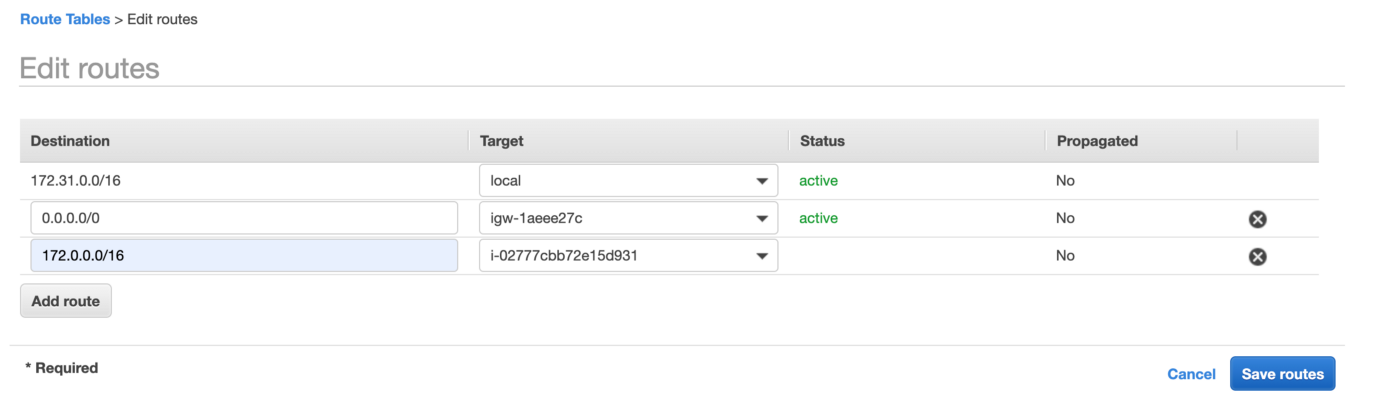 Route Tables > Edit routes
Edit routes
Destination Target Status Propagated
172.31.0.0/16 local active No
0.0.0.0/0 igw-1aeee27c active No
172.0.0.0/16 i-02777cbb72e15d931 No
Add route
* Required
Cancel Save routes